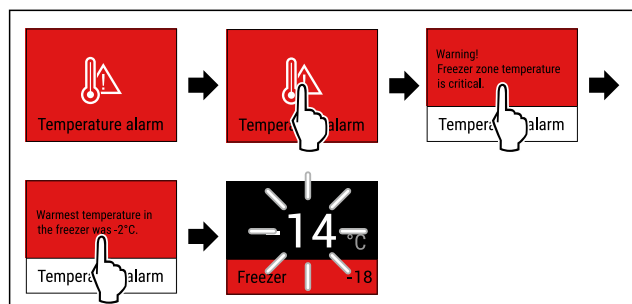 Temperature alarm
Tempera alarm
Warning!
Freezer zone temperature
is critical.
Tempera alarm
Warmest temperature in
the freezer was -2°C.
Temper alarm
-14 °C
Freezer -18